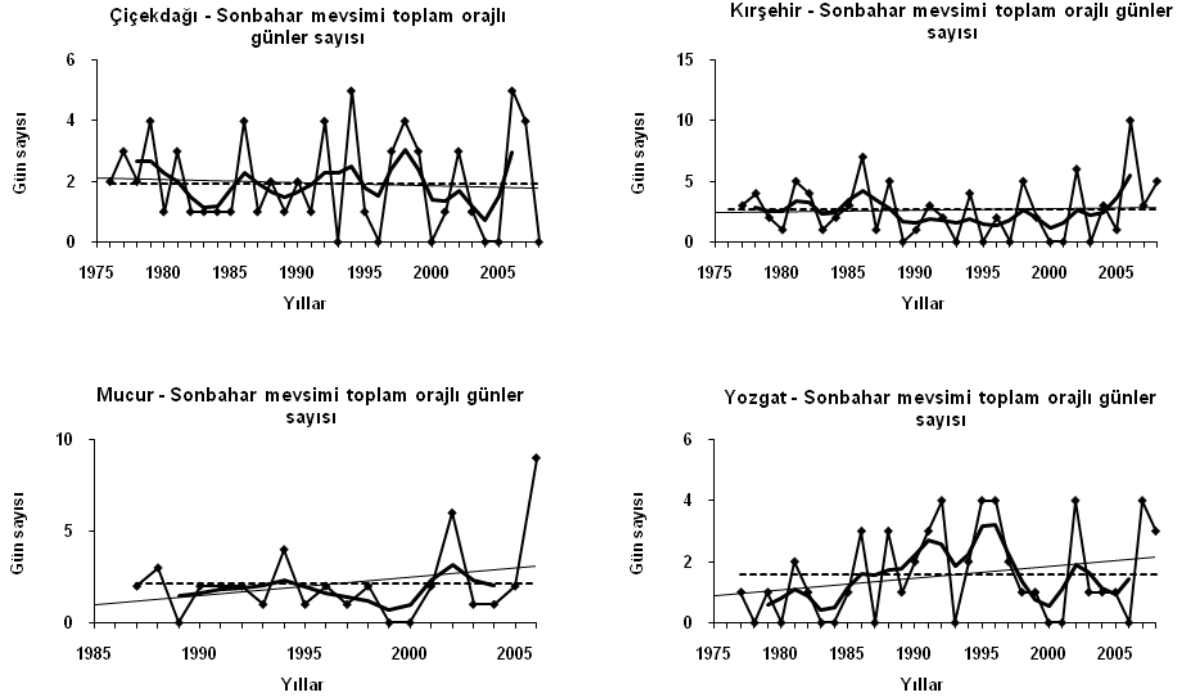 Çiçekdağı - Sonbahar mevsimi toplam orajlı
günler sayısı
6
4
2
0
Gün sayısı
1975 1980 1985 1990 1995 2000 2005
Yıllar
Kırşehir - Sonbahar mevsimi toplam orajlı günler
sayısı
15
10
5
0
Gün sayısı
1975 1980 1985 1990 1995 2000 2005
Yıllar
Mucur - Sonbahar mevsimi toplam orajlı günler
sayısı
10
5
0
Gün sayısı
1985 1990 1995 2000 2005
Yıllar
Yozgat - Sonbahar mevsimi toplam orajlı günler
sayısı
6
4
2
0
Gün sayısı
1975 1980 1985 1990 1995 2000 2005
Yıllar